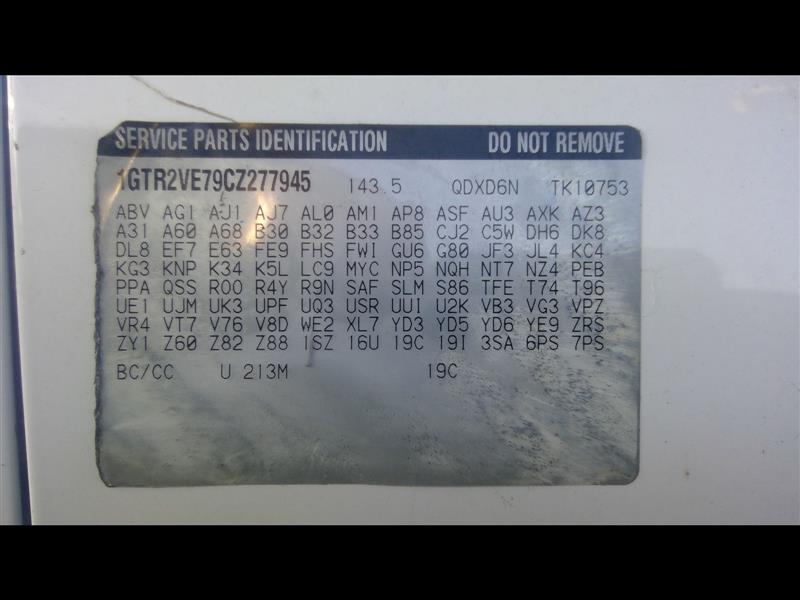 SERVICE PARTS IDENTIFICATION DO NOT REMOVE
1GTR2VE79CZ277945 143.5 QDXD6N TK10753
ABV AG1 AJ1 AJ7 AL0 AM1 AP8 ASF AU3 AXK AZ3
A31 A60 A68 B30 B32 B33 B85 CJ2 C5W DH6 DK8
DL8 EF7 E63 FE9 FHS FWI GU6 G80 JF3 JL4 KC4
KG3 KNP K34 K5L LC9 MYC NP5 NQH NT7 NZ4 PEB
PPA QSS R00 R4Y R9N SAF SLM S86 TFE T74 T96
UE1 UJM UK3 UPF UQ3 USR UUI U2K VB3 VG3 VPZ
VR4 VT7 V76 V8D WE2 XL7 YD3 YD5 YD6 YE9 ZRS
ZY1 Z60 Z82 Z88 1SZ 16U 19C 19I 3SA 6PS 7PS
BC/CC U 213M 19C